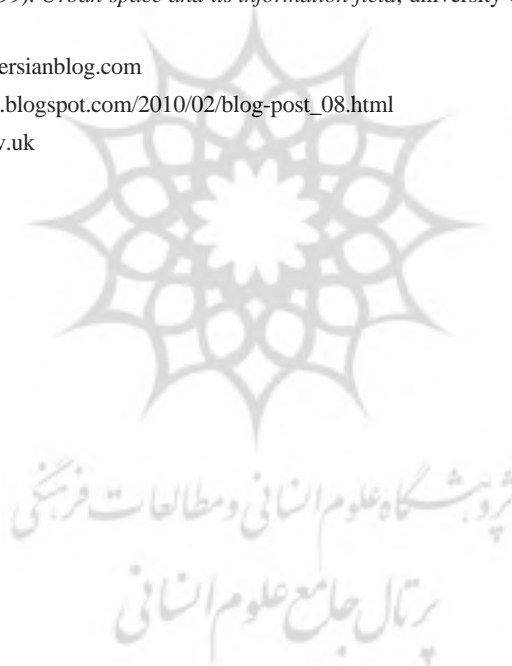 Urban space and its information field, university
ersianblog.com
.blogspot.com/2010/02/blog-post_08.html
.uk
پژوهشگاه علوم انسانی و مطالعات فرهنگی
پرتال جامع علوم انسانی